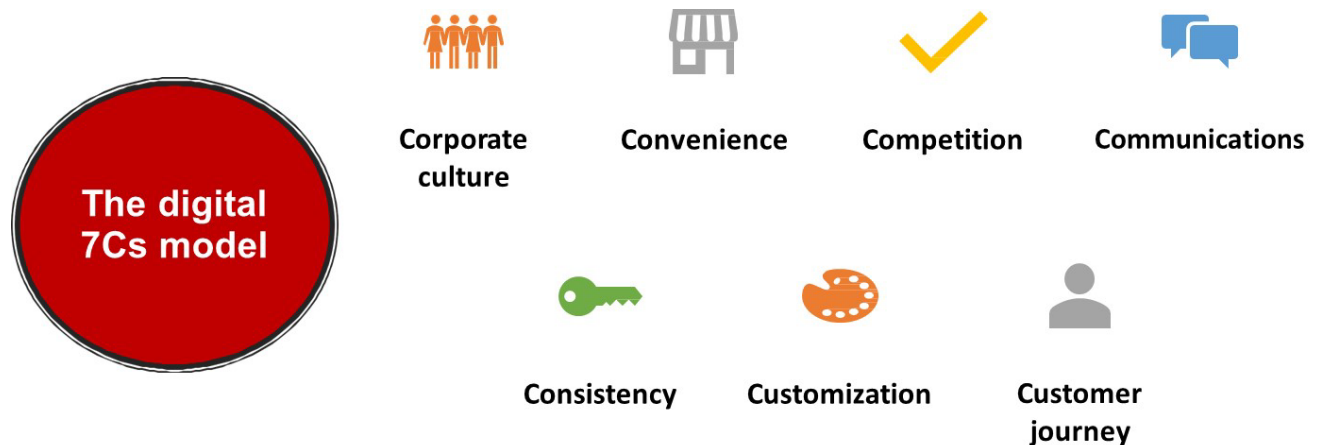 The digital
7Cs model
Corporate
culture
Convenience
Competition
Communications
Consistency
Customization
Customer
journey